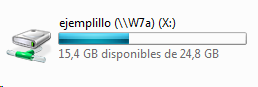 ejemplillo (\\W7a) (X:)
15,4 GB disponibles de 24,8 GB